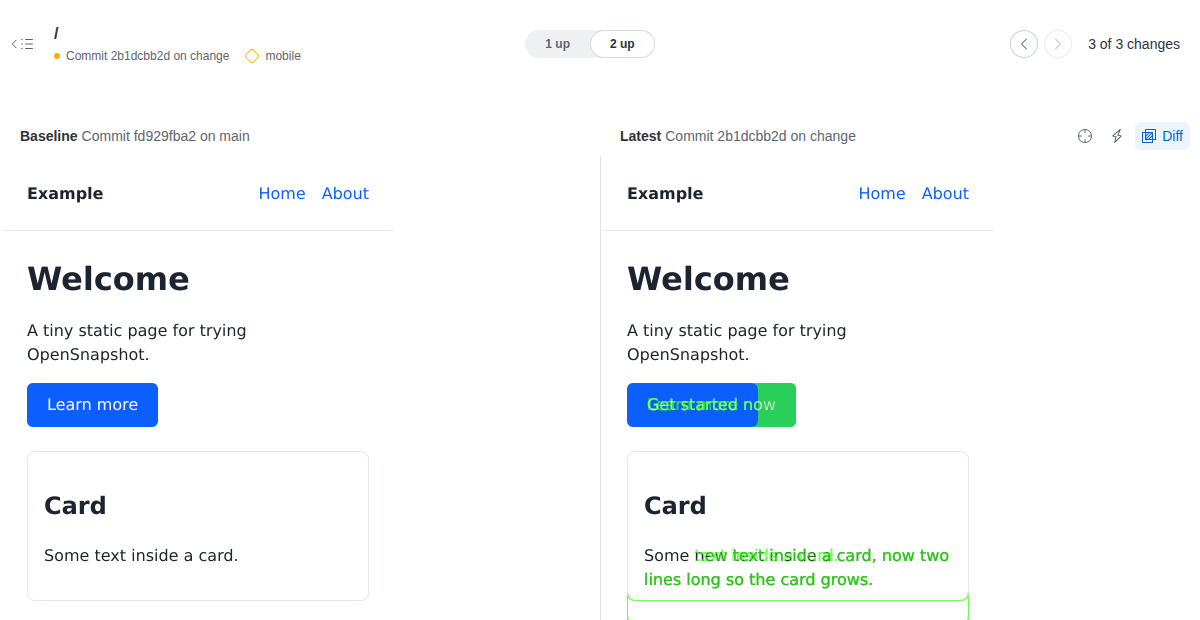 /
Commit 2b1dcbb2d on change mobile
1 up 2 up
3 of 3 changes
Baseline Commit fd929fba2 on main
Latest Commit 2b1dcbb2d on change
Diff
Example Home About
Welcome
A tiny static page for trying
OpenSnapshot.
Learn more
Card
Some text inside a card.
Example Home About
Welcome
A tiny static page for trying
OpenSnapshot.
Get started now
Card
Some new text inside a card, now two
lines long so the card grows.